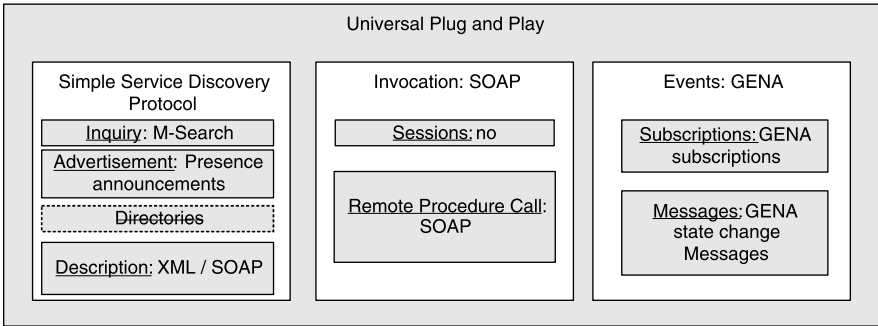 Universal Plug and Play
Simple Service Discovery
Protocol
Inquiry: M-Search
Advertisement: Presence
announcements
Directories
Description: XML / SOAP
Invocation: SOAP
Sessions: no
Remote Procedure Call:
SOAP
Events: GENA
Subscriptions: GENA
subscriptions
Messages: GENA
state change
Messages